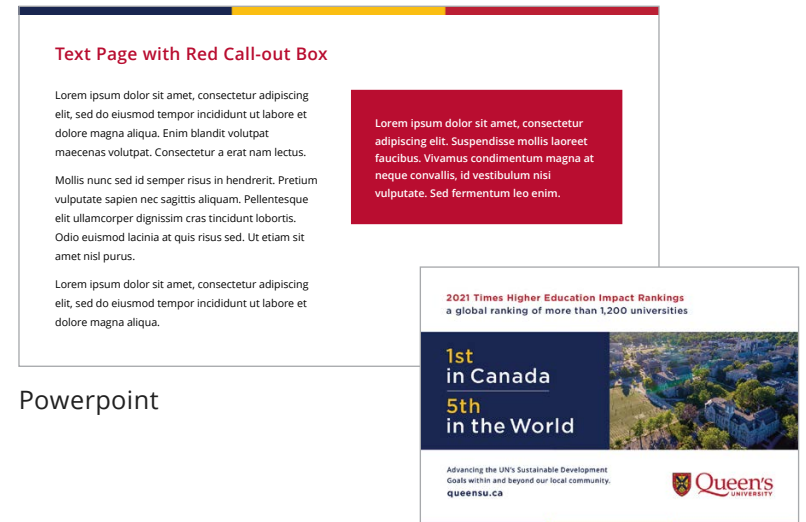 Text Page with Red Call-out Box
Lorem ipsum dolor sit amet, consectetur adipiscing
elit, sed do eiusmod tempor incididunt ut labore et
dolore magna aliqua. Enim blandit volutpat
maecenas volutpat. Consectetur a erat nam lectus.
Mollis nunc sed id semper risus in hendrerit. Pretium
vulputate sapien nec sagittis aliquam. Pellentesque
elit ullamcorper dignissim cras tincidunt lobortis.
Odio euismod lacinia at quis risus sed. Ut etiam sit
amet nisl purus.
Lorem ipsum dolor sit amet, consectetur adipiscing
elit, sed do eiusmod tempor incididunt ut labore et
dolore magna aliqua.
Lorem ipsum dolor sit amet, consectetur
adipiscing elit. Suspendisse mollis laoreet
faucibus. Vivamus condimentum magna at
neque convallis, id vestibulum nisi
vulputate. Sed fermentum leo enim.
Powerpoint
2021 Times Higher Education Impact Rankings
a global ranking of more than 1,200 universities
1st
in Canada
5th
in the World
Advancing the UN's Sustainable Development
Goals within and beyond our local community.
queensu.ca
Queen's
UNIVERSITY